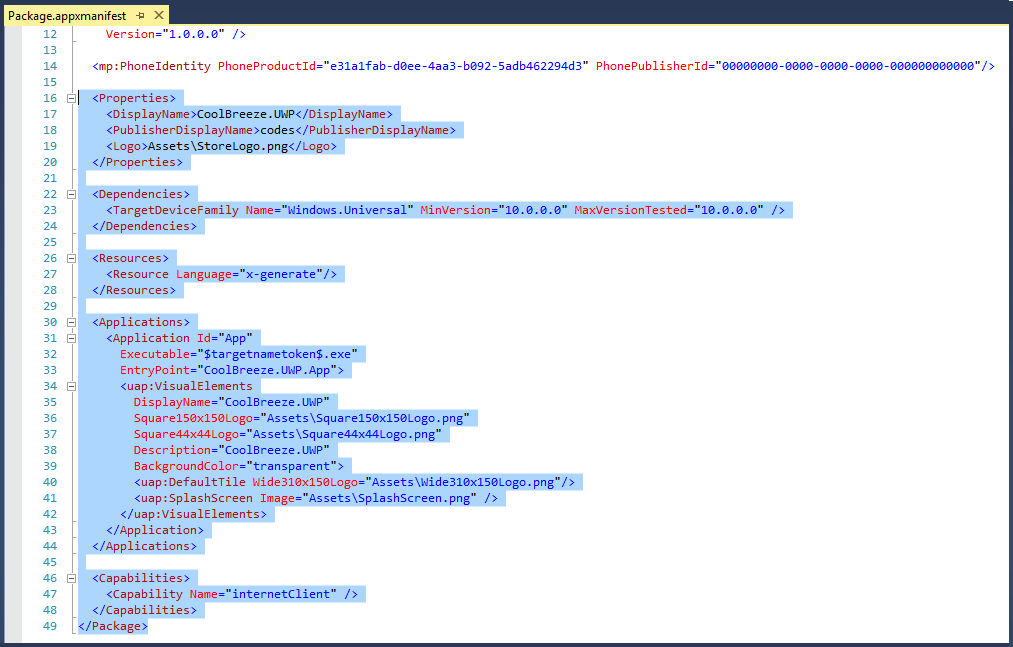 Package.appxmanifest
12 Version="1.0.0.0" />
13
14 <mp:PhoneIdentity PhoneProductId="e31a1fab-d0ee-4aa3-b092-5adb462294d3" PhonePublisherId="00000000-0000-0000-0000-000000000000"/>
15
16 <Properties>
17 <DisplayName>CoolBreeze.UWP</DisplayName>
18 <PublisherDisplayName>codes</PublisherDisplayName>
19 <Logo>Assets\StoreLogo.png</Logo>
20 </Properties>
21
22 <Dependencies>
23 <TargetDeviceFamily Name="Windows.Universal" MinVersion="10.0.0.0" MaxVersionTested="10.0.0.0" />
24 </Dependencies>
25
26 <Resources>
27 <Resource Language="x-generate"/>
28 </Resources>
29
30 <Applications>
31 <Application Id="App"
32 Executable="$targetnametoken$.exe"
33 EntryPoint="CoolBreeze.UWP.App">
34 <uap:VisualElements
35 DisplayName="CoolBreeze.UWP"
36 Square150x150Logo="Assets\Square150x150Logo.png"
37 Square44x44Logo="Assets\Square44x44Logo.png"
38 Description="CoolBreeze.UWP"
39 BackgroundColor="transparent">
40 <uap:DefaultTile Wide310x150Logo="Assets\Wide310x150Logo.png"/>
41 <uap:SplashScreen Image="Assets\SplashScreen.png" />
42 </uap:VisualElements>
43 </Application>
44 </Applications>
45
46 <Capabilities>
47 <Capability Name="internetClient" />
48 </Capabilities>
49 </Package>